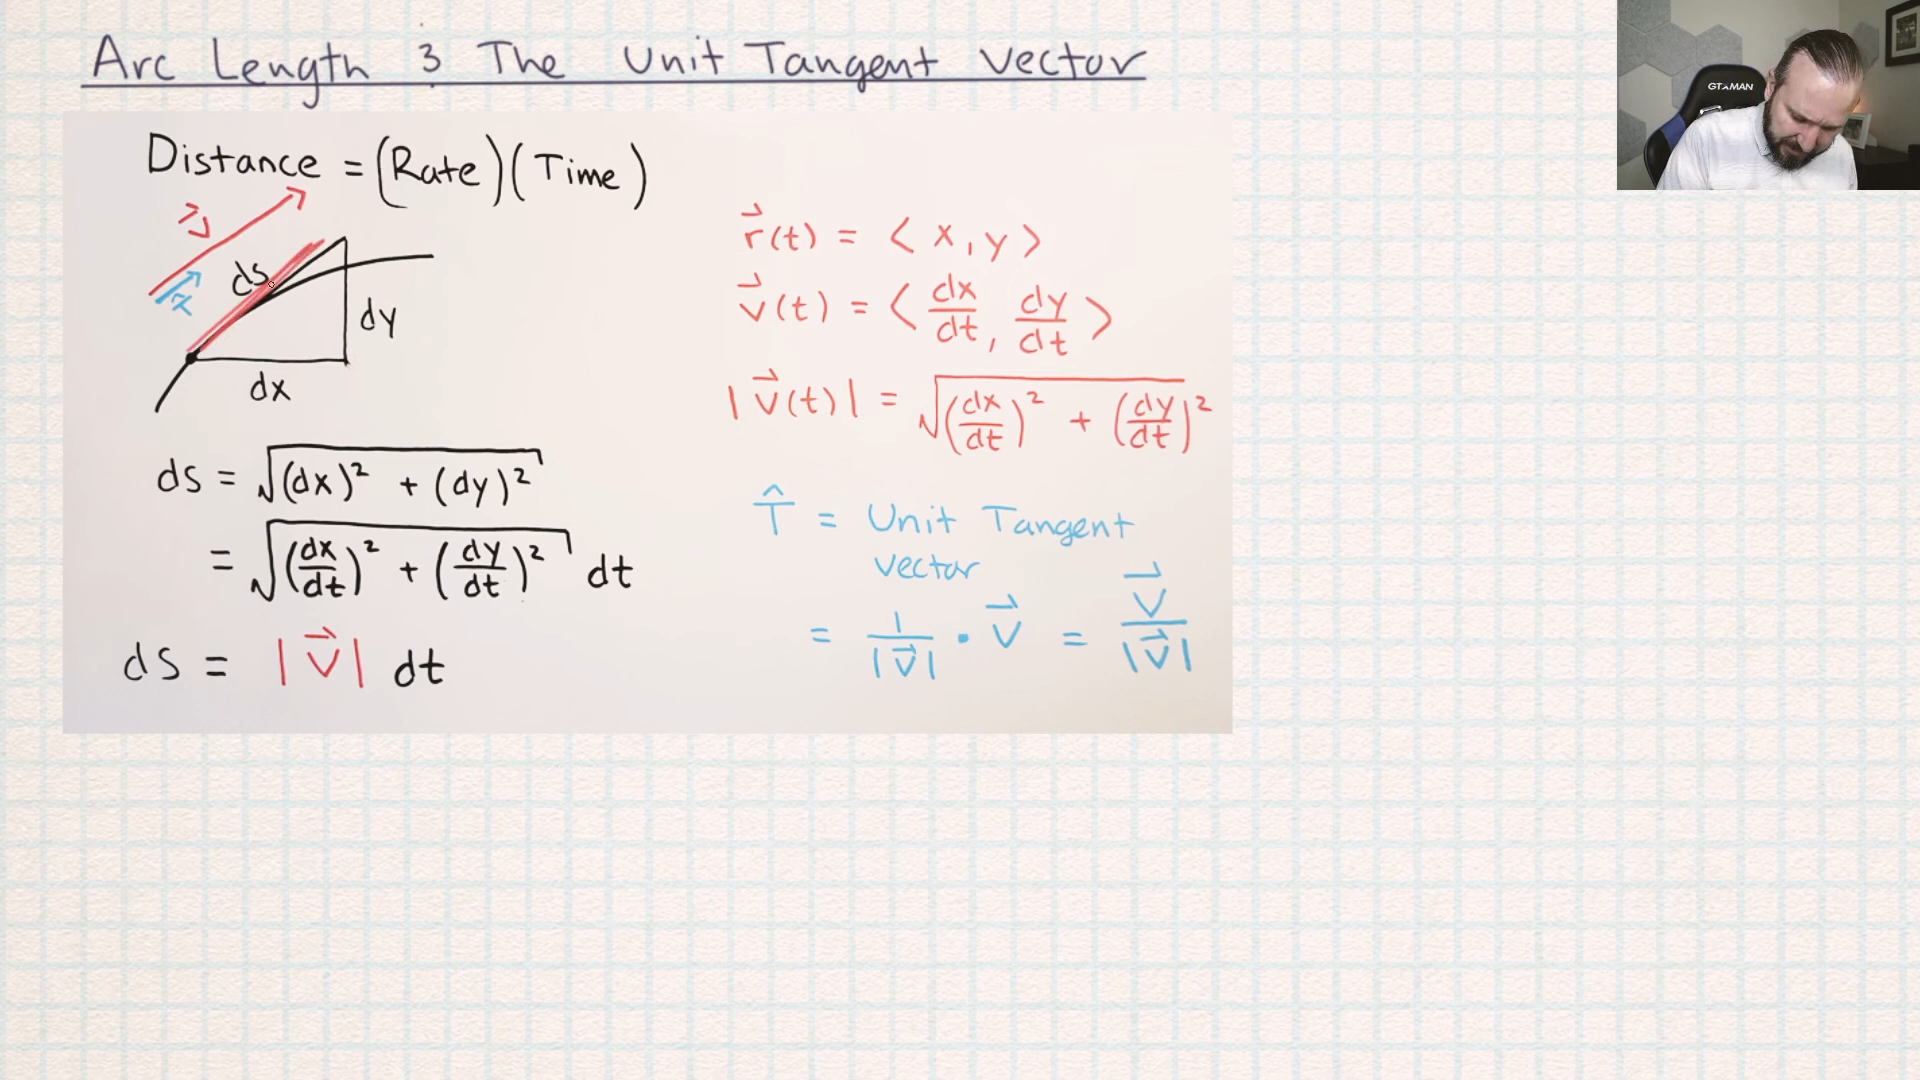 Arc Length & The Unit Tangent Vector
Distance = (Rate)(Time)
v⃗
T̂
ds
dy
dx
ds = √((dx)² + (dy)²)
= √((dx/dt)² + (dy/dt)²) dt
ds = |v⃗| dt
r⃗(t) = ⟨x, y⟩
v⃗(t) = ⟨dx/dt, dy/dt⟩
|v⃗(t)| = √((dx/dt)² + (dy/dt)²)
T̂ = Unit Tangent
Vector
= 1/|v⃗| · v⃗ = v⃗/|v⃗|
GTXMAN